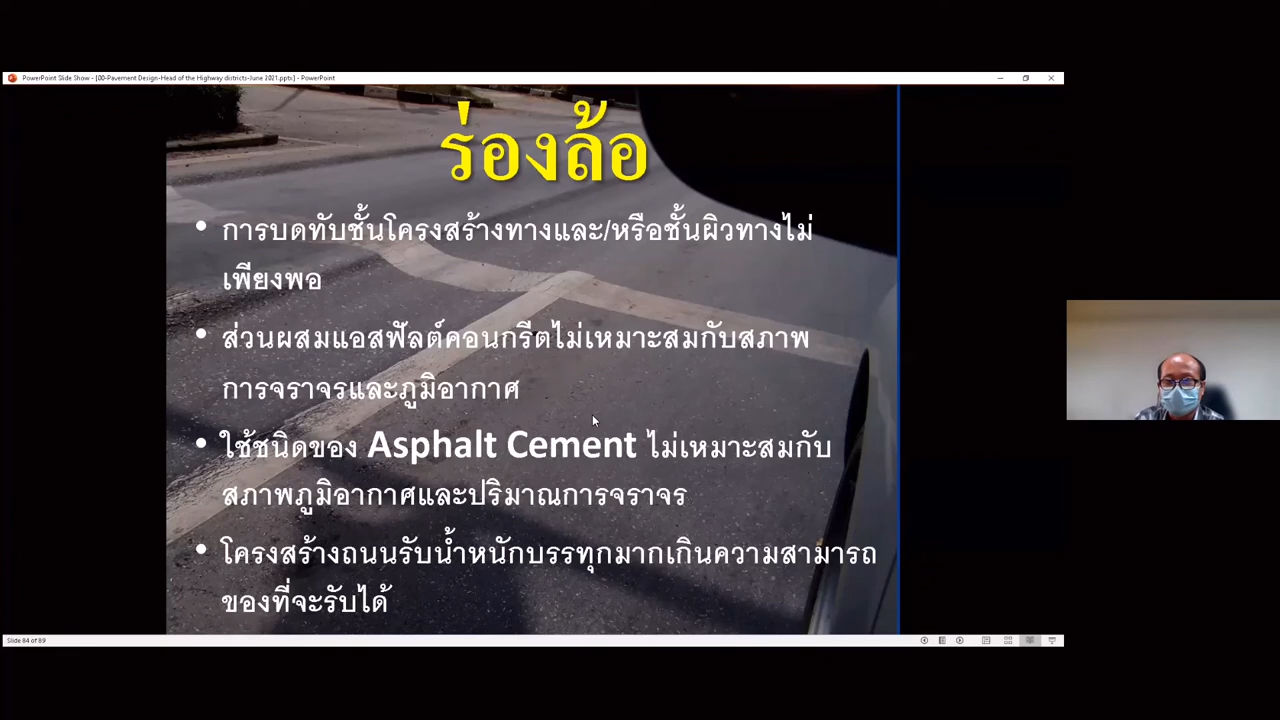 PowerPoint Slide Show - [00-Pavement Design-Head of the Highway districts-June 2021.pptx] - PowerPoint
ร่องล้อ
• การบดทับชั้นโครงสร้างทางและ/หรือชั้นผิวทางไม่
เพียงพอ
• ส่วนผสมแอสฟัลต์คอนกรีตไม่เหมาะสมกับสภาพ
การจราจรและภูมิอากาศ
• ใช้ชนิดของ Asphalt Cement ไม่เหมาะสมกับ
สภาพภูมิอากาศและปริมาณการจราจร
• โครงสร้างถนนรับน้ำหนักบรรทุกมากเกินความสามารถ
ของที่จะรับได้
Slide 84 of 89